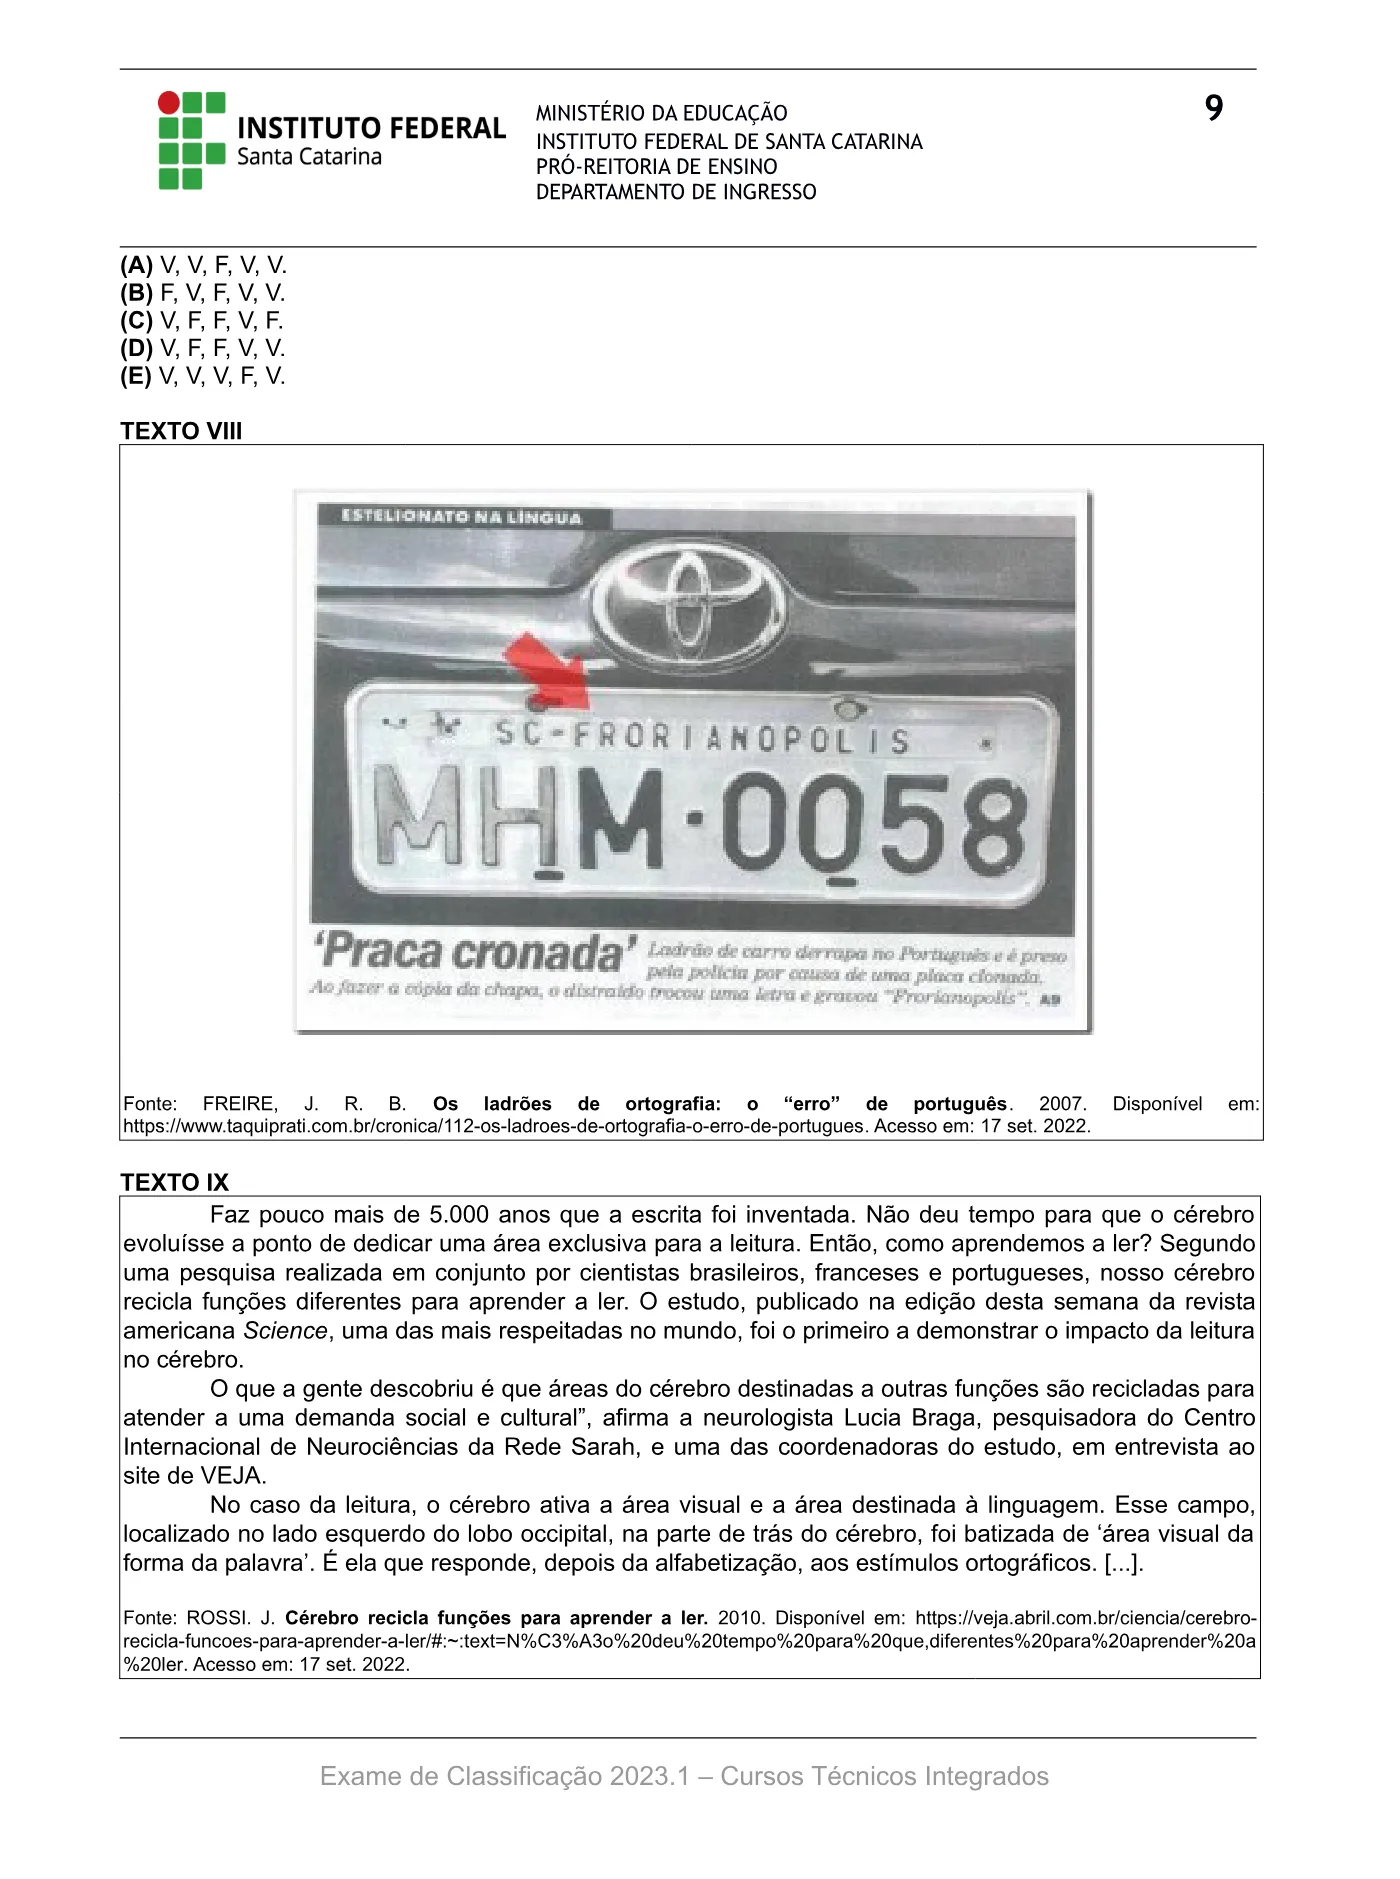 INSTITUTO FEDERAL
Santa Catarina
MINISTÉRIO DA EDUCAÇÃO
INSTITUTO FEDERAL DE SANTA CATARINA
PRÓ-REITORIA DE ENSINO
DEPARTAMENTO DE INGRESSO
9
(A) V, V, F, V, V.
(B) F, V, F, V, V.
(C) V, F, F, V, F.
(D) V, F, F, V, V.
(E) V, V, V, F, V.
TEXTO VIII
ESTELIONATO NA LÍNGUA
SC-FRORIANOPOLIS
MHM·0058
‘Praca cronada’ Ladrão de carro derrapa no Português e é preso
pela polícia por causa de uma placa clonada.
Ao fazer a cópia da chapa, o distraído trocou uma letra e gravou "Frorianopolis". AB
Fonte: FREIRE, J. R. B. Os ladrões de ortografia: o “erro” de português. 2007. Disponível em:
https://www.taquiprati.com.br/cronica/112-os-ladroes-de-ortografia-o-erro-de-portugues. Acesso em: 17 set. 2022.
TEXTO IX
Faz pouco mais de 5.000 anos que a escrita foi inventada. Não deu tempo para que o cérebro
evoluísse a ponto de dedicar uma área exclusiva para a leitura. Então, como aprendemos a ler? Segundo
uma pesquisa realizada em conjunto por cientistas brasileiros, franceses e portugueses, nosso cérebro
recicla funções diferentes para aprender a ler. O estudo, publicado na edição desta semana da revista
americana Science, uma das mais respeitadas no mundo, foi o primeiro a demonstrar o impacto da leitura
no cérebro.
O que a gente descobriu é que áreas do cérebro destinadas a outras funções são recicladas para
atender a uma demanda social e cultural”, afirma a neurologista Lucia Braga, pesquisadora do Centro
Internacional de Neurociências da Rede Sarah, e uma das coordenadoras do estudo, em entrevista ao
site de VEJA.
No caso da leitura, o cérebro ativa a área visual e a área destinada à linguagem. Esse campo,
localizado no lado esquerdo do lobo occipital, na parte de trás do cérebro, foi batizada de ‘área visual da
forma da palavra’. É ela que responde, depois da alfabetização, aos estímulos ortográficos. [...].
Fonte: ROSSI. J. Cérebro recicla funções para aprender a ler. 2010. Disponível em: https://veja.abril.com.br/ciencia/cerebro-
recicla-funcoes-para-aprender-a-ler/#:~:text=N%C3%A3o%20deu%20tempo%20para%20que,diferentes%20para%20aprender%20a
%20ler. Acesso em: 17 set. 2022.
Exame de Classificação 2023.1 – Cursos Técnicos Integrados